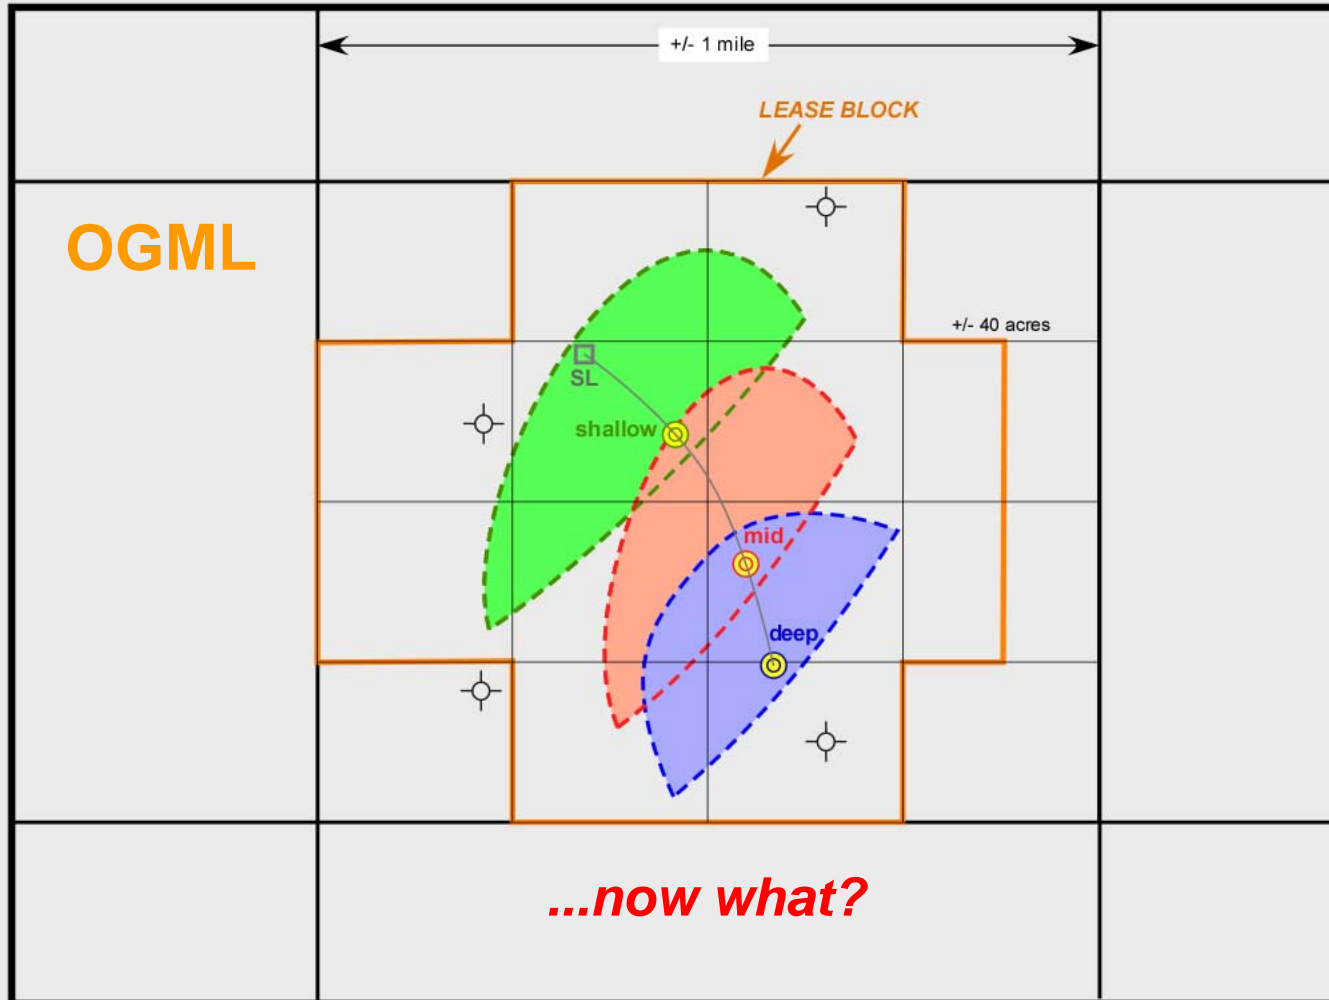 +/- 1 mile
LEASE BLOCK
OGML
+/- 40 acres
SL
shallow
mid
deep
...now what?